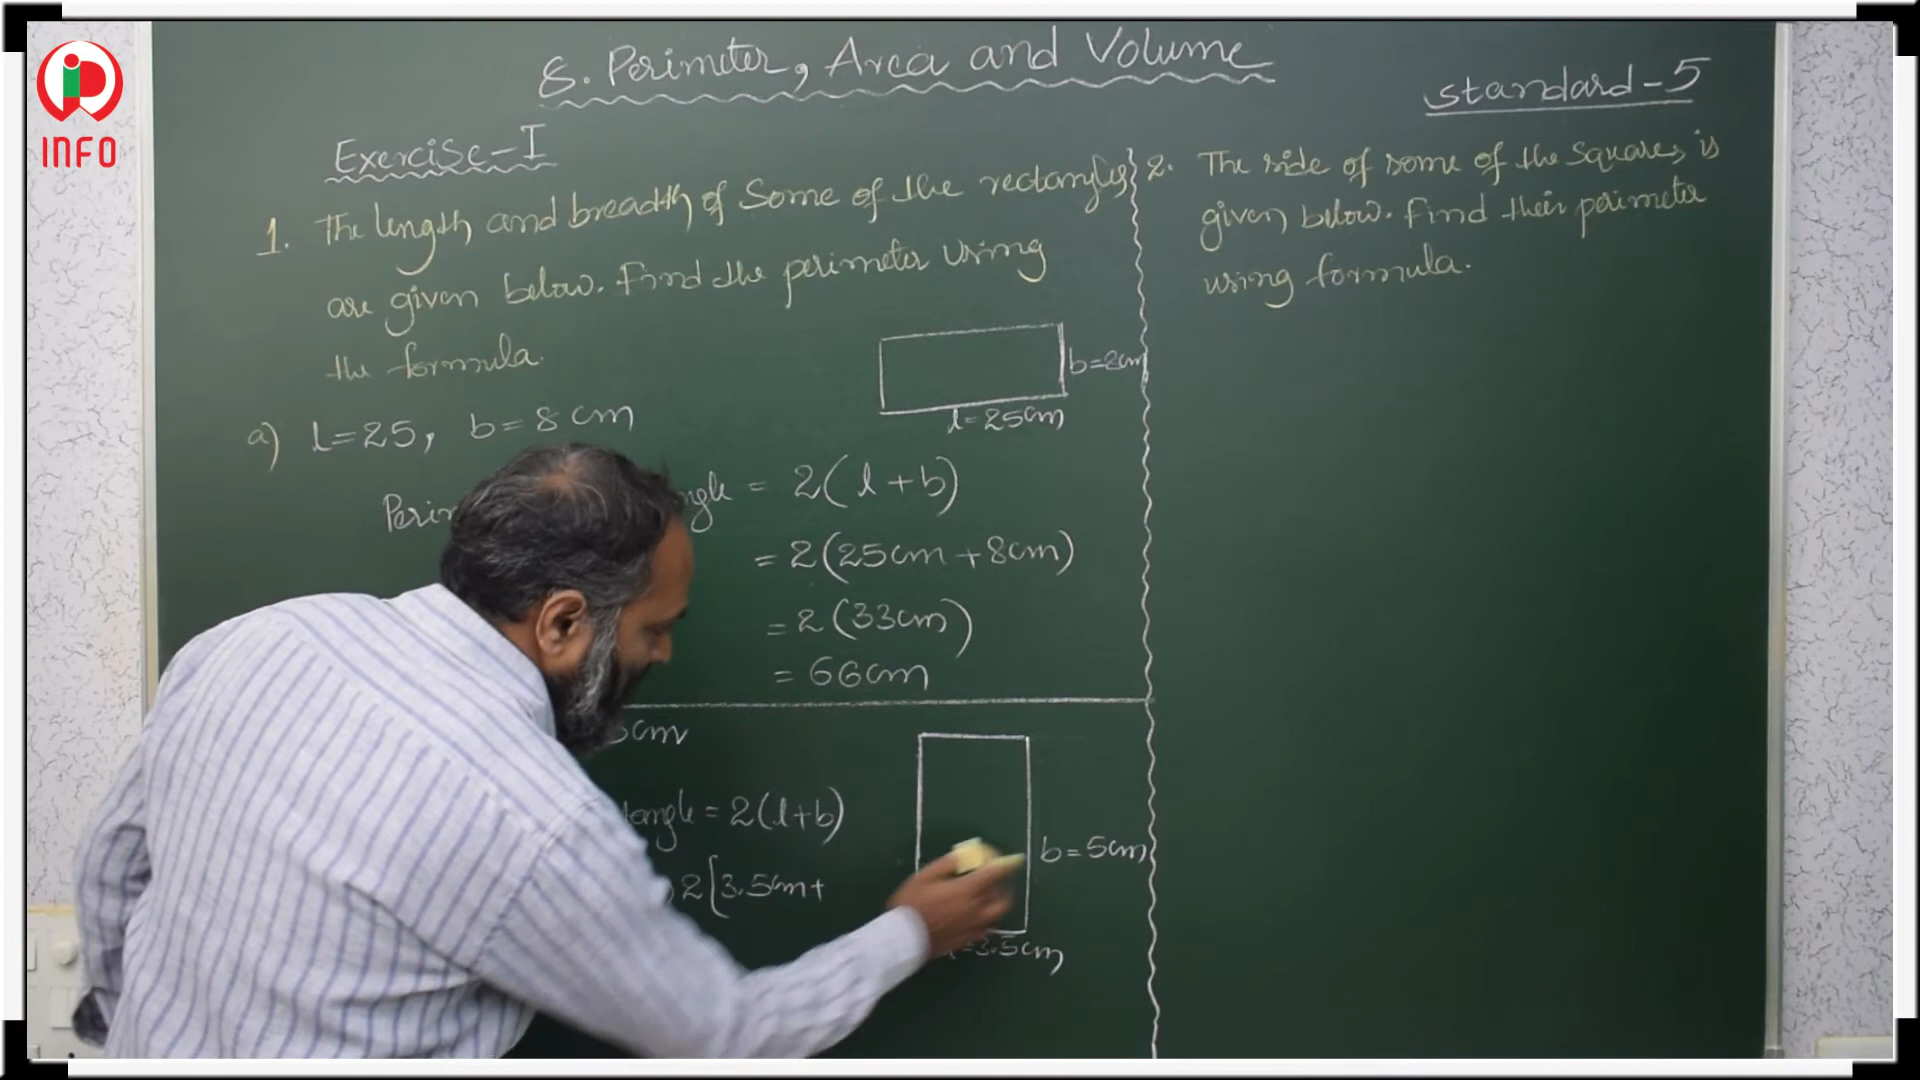 INFO
8. Perimeter, Area and Volume
Standard-5
Exercise-I
1. The length and breadth of Some of the rectangles
are given below. Find the perimeter using
the formula.
b=2cm
l=25cm
a) l=25, b=8cm
= 2(l+b)
= 2(25cm+8cm)
= 2(33cm)
= 66cm
cm
= 2(l+b)
2[3.5cm+
b=5cm
=3.5cm
2. The side of some of the squares is
given below. Find their perimeter
using formula.